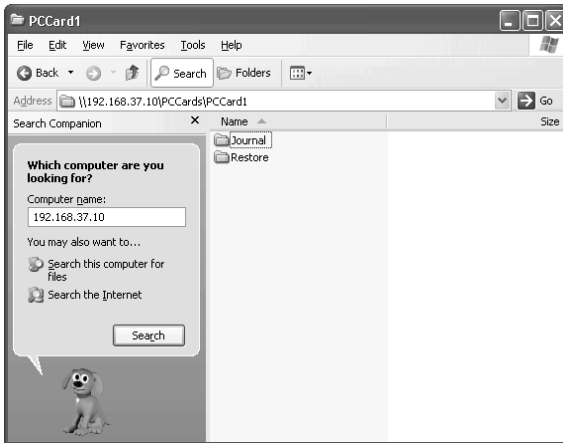 PCCard1
File Edit View Favorites Tools Help
Back Search Folders
Address \\192.168.37.10\PCCards\PCCard1 Go
Search Companion Name Size
Journal
Restore
Which computer are you
looking for?
Computer name:
192.168.37.10
You may also want to...
Search this computer for
files
Search the Internet
Search